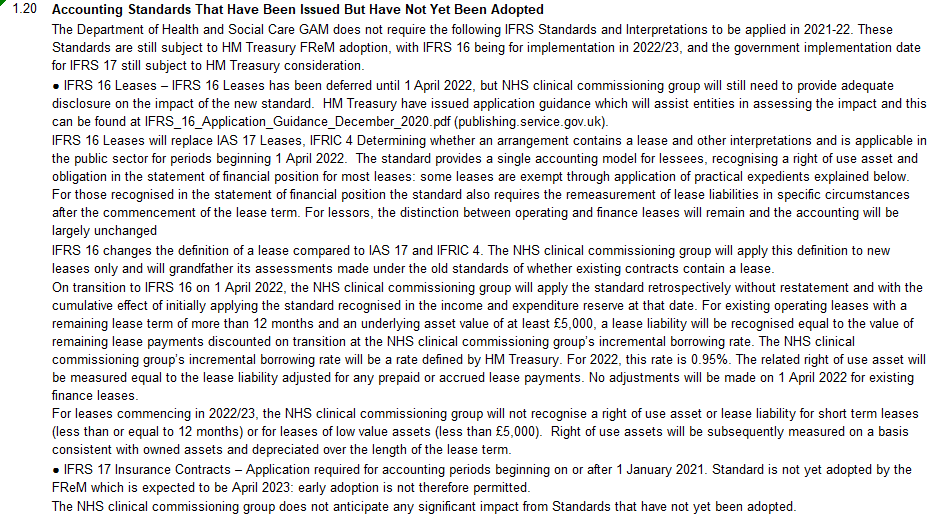 1.20 Accounting Standards That Have Been Issued But Have Not Yet Been Adopted
The Department of Health and Social Care GAM does not require the following IFRS Standards and Interpretations to be applied in 2021-22. These
Standards are still subject to HM Treasury FReM adoption, with IFRS 16 being for implementation in 2022/23, and the government implementation date
for IFRS 17 still subject to HM Treasury consideration.
● IFRS 16 Leases – IFRS 16 Leases has been deferred until 1 April 2022, but NHS clinical commissioning group will still need to provide adequate
disclosure on the impact of the new standard.  HM Treasury have issued application guidance which will assist entities in assessing the impact and this
can be found at IFRS_16_Application_Guidance_December_2020.pdf (publishing.service.gov.uk).
IFRS 16 Leases will replace IAS 17 Leases, IFRIC 4 Determining whether an arrangement contains a lease and other interpretations and is applicable in
the public sector for periods beginning 1 April 2022.  The standard provides a single accounting model for lessees, recognising a right of use asset and
obligation in the statement of financial position for most leases: some leases are exempt through application of practical expedients explained below.
For those recognised in the statement of financial position the standard also requires the remeasurement of lease liabilities in specific circumstances
after the commencement of the lease term. For lessors, the distinction between operating and finance leases will remain and the accounting will be
largely unchanged
IFRS 16 changes the definition of a lease compared to IAS 17 and IFRIC 4. The NHS clinical commissioning group will apply this definition to new
leases only and will grandfather its assessments made under the old standards of whether existing contracts contain a lease.
On transition to IFRS 16 on 1 April 2022, the NHS clinical commissioning group will apply the standard retrospectively without restatement and with the
cumulative effect of initially applying the standard recognised in the income and expenditure reserve at that date. For existing operating leases with a
remaining lease term of more than 12 months and an underlying asset value of at least £5,000, a lease liability will be recognised equal to the value of
remaining lease payments discounted on transition at the NHS clinical commissioning group's incremental borrowing rate. The NHS clinical
commissioning group's incremental borrowing rate will be a rate defined by HM Treasury. For 2022, this rate is 0.95%. The related right of use asset will
be measured equal to the lease liability adjusted for any prepaid or accrued lease payments. No adjustments will be made on 1 April 2022 for existing
finance leases.
For leases commencing in 2022/23, the NHS clinical commissioning group will not recognise a right of use asset or lease liability for short term leases
(less than or equal to 12 months) or for leases of low value assets (less than £5,000).  Right of use assets will be subsequently measured on a basis
consistent with owned assets and depreciated over the length of the lease term.
● IFRS 17 Insurance Contracts – Application required for accounting periods beginning on or after 1 January 2021. Standard is not yet adopted by the
FReM which is expected to be April 2023: early adoption is not therefore permitted.
The NHS clinical commissioning group does not anticipate any significant impact from Standards that have not yet been adopted.